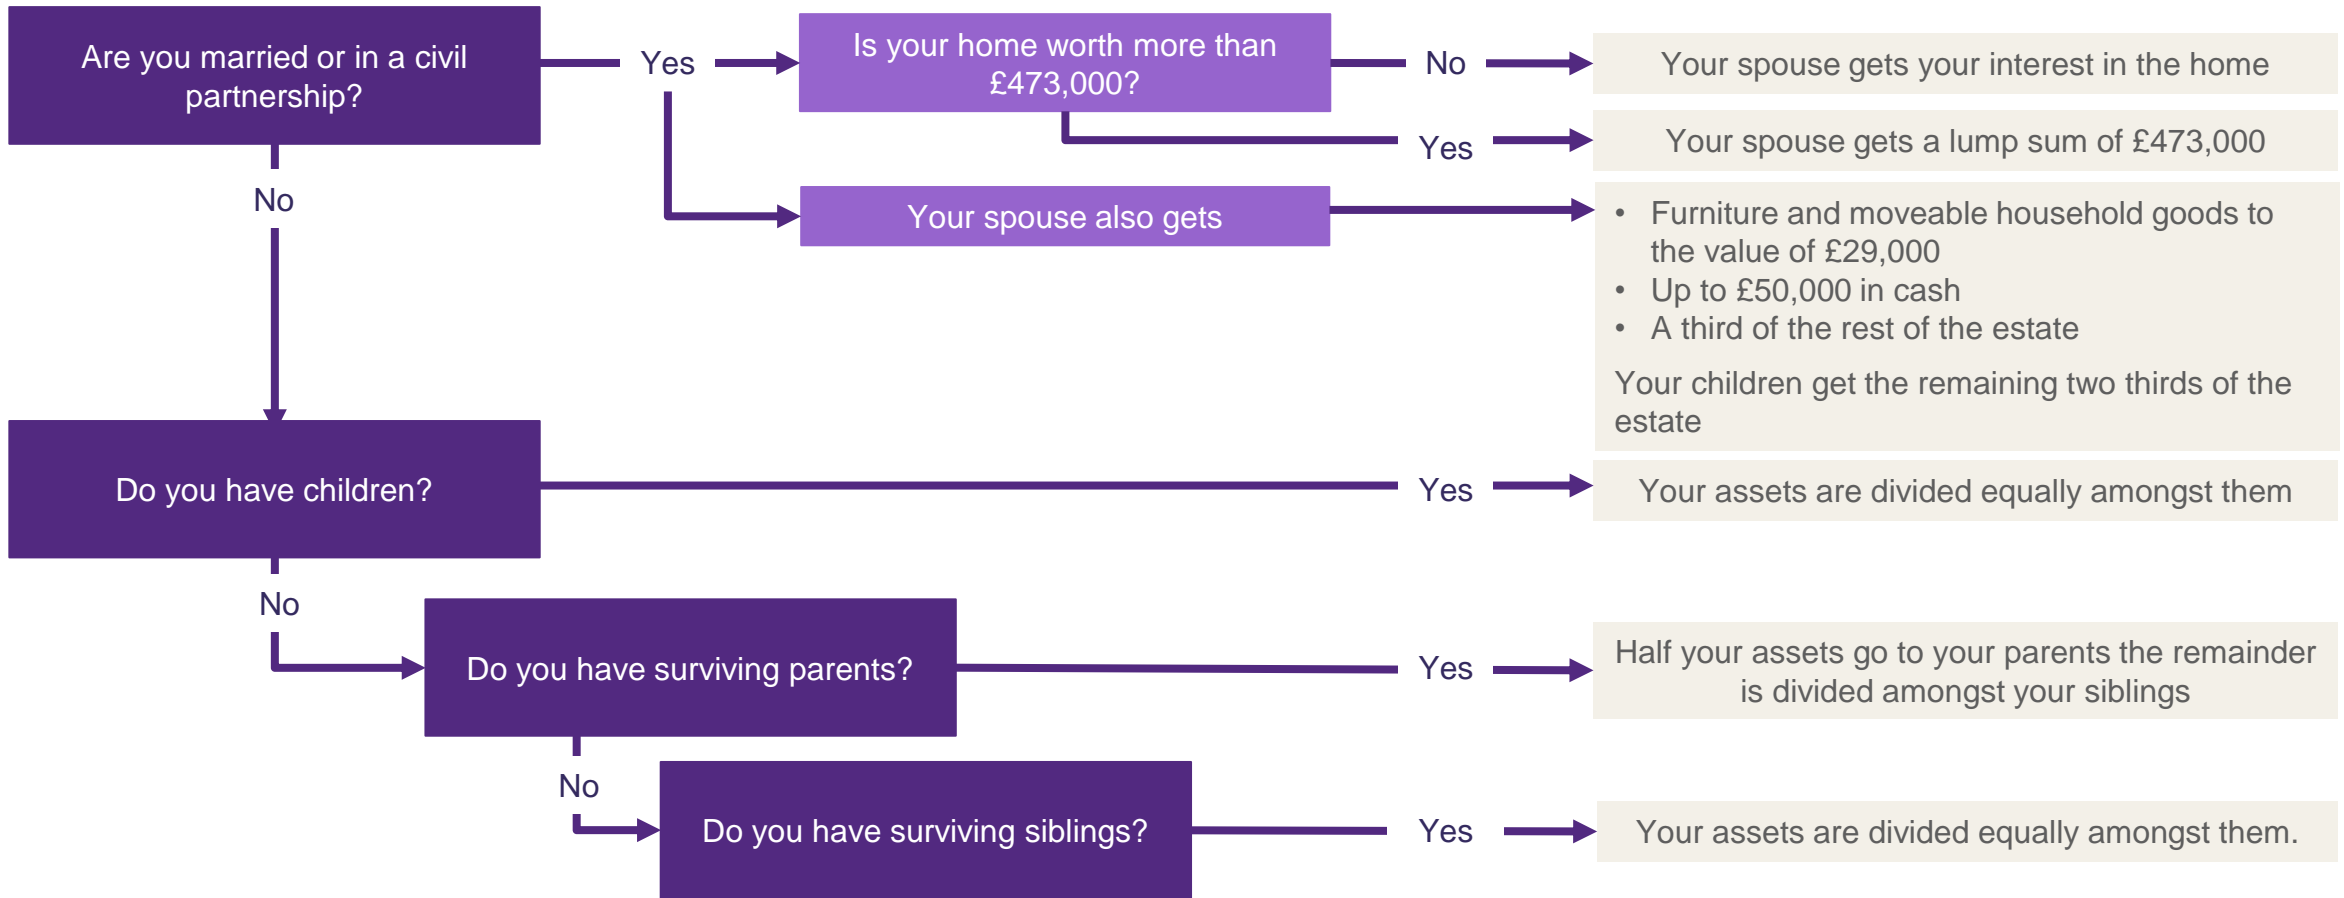 Are you married or in a civil
partnership?
Yes
Is your home worth more than
£473,000?
No
Your spouse gets your interest in the home
Yes
Your spouse gets a lump sum of £473,000
No
Your spouse also gets
• Furniture and moveable household goods to
the value of £29,000
• Up to £50,000 in cash
• A third of the rest of the estate
Your children get the remaining two thirds of the
estate
Do you have children?
Yes
Your assets are divided equally amongst them
No
Do you have surviving parents?
Yes
Half your assets go to your parents the remainder
is divided amongst your siblings
No
Do you have surviving siblings?
Yes
Your assets are divided equally amongst them.